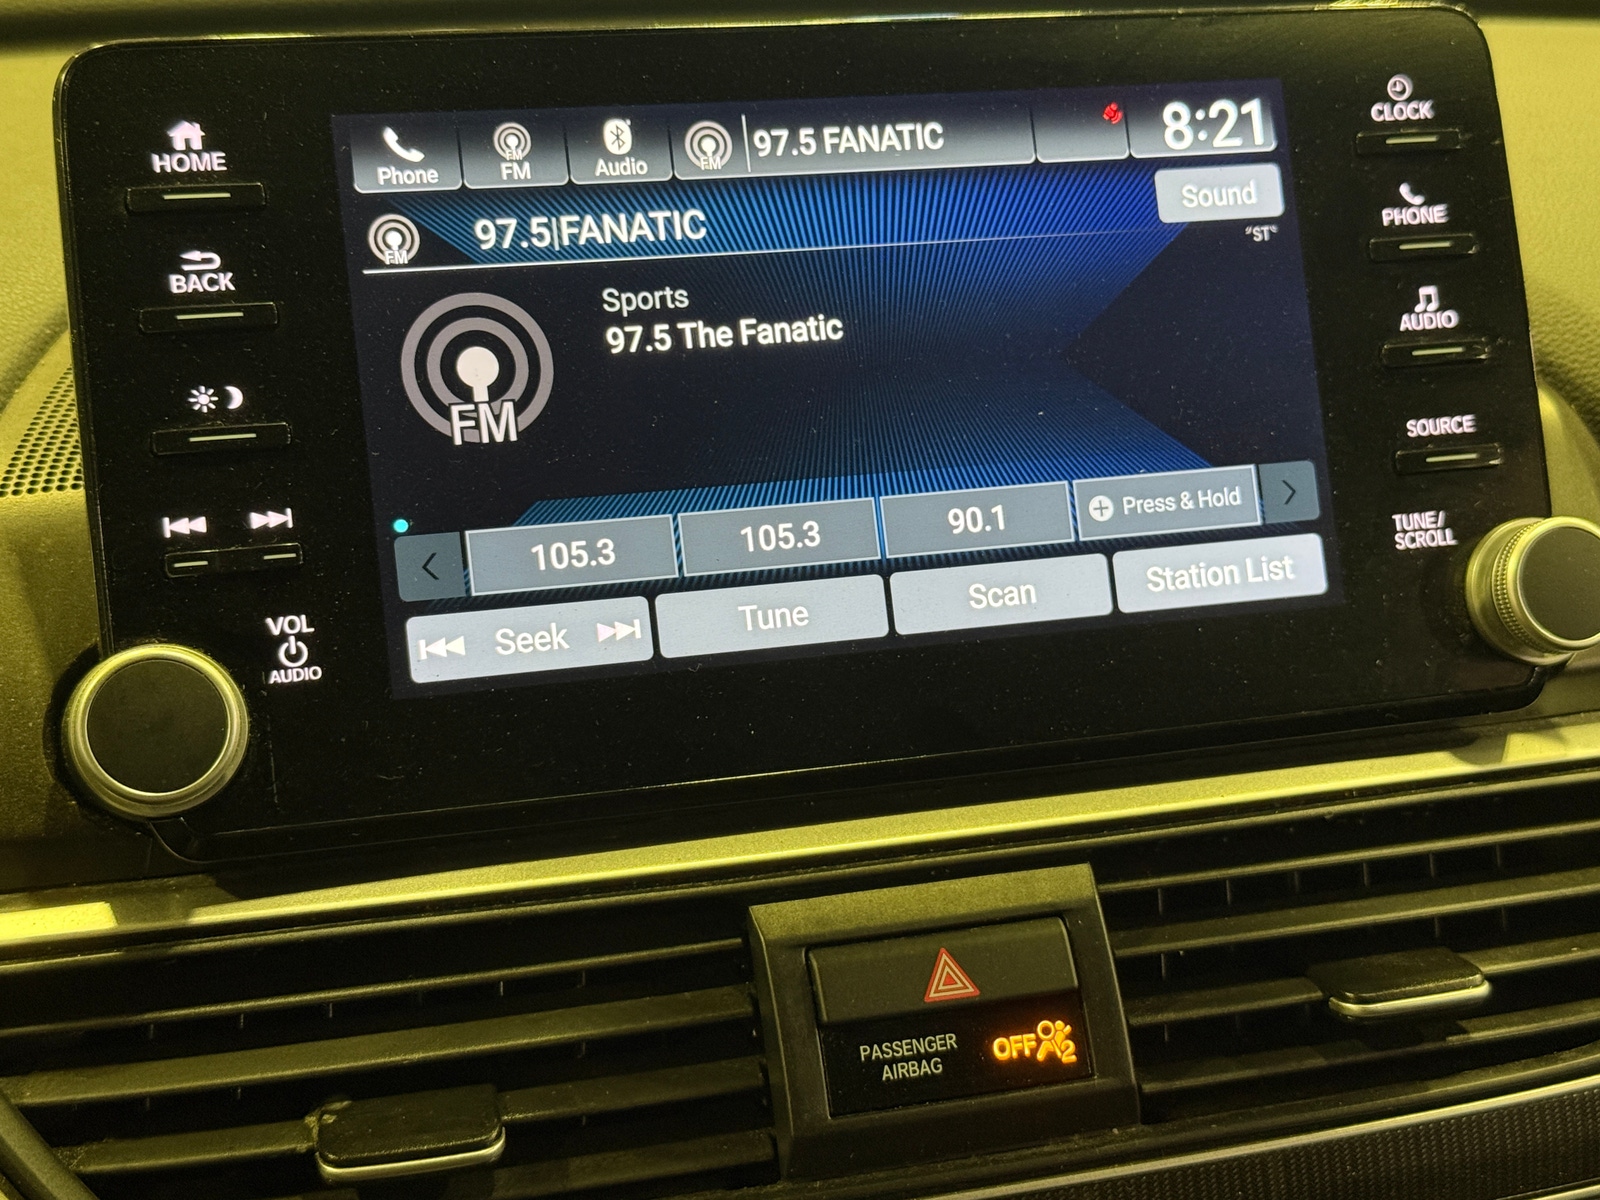 HOME
BACK
VOL
AUDIO
Phone
FM
FM
Audio
FM
97.5 FANATIC
8:21
FM
97.5|FANATIC
Sound
"ST"
Sports
97.5 The Fanatic
FM
105.3
105.3
90.1
Press & Hold
Seek
Tune
Scan
Station List
CLOCK
PHONE
AUDIO
SOURCE
TUNE/
SCROLL
PASSENGER
AIRBAG
OFF
2